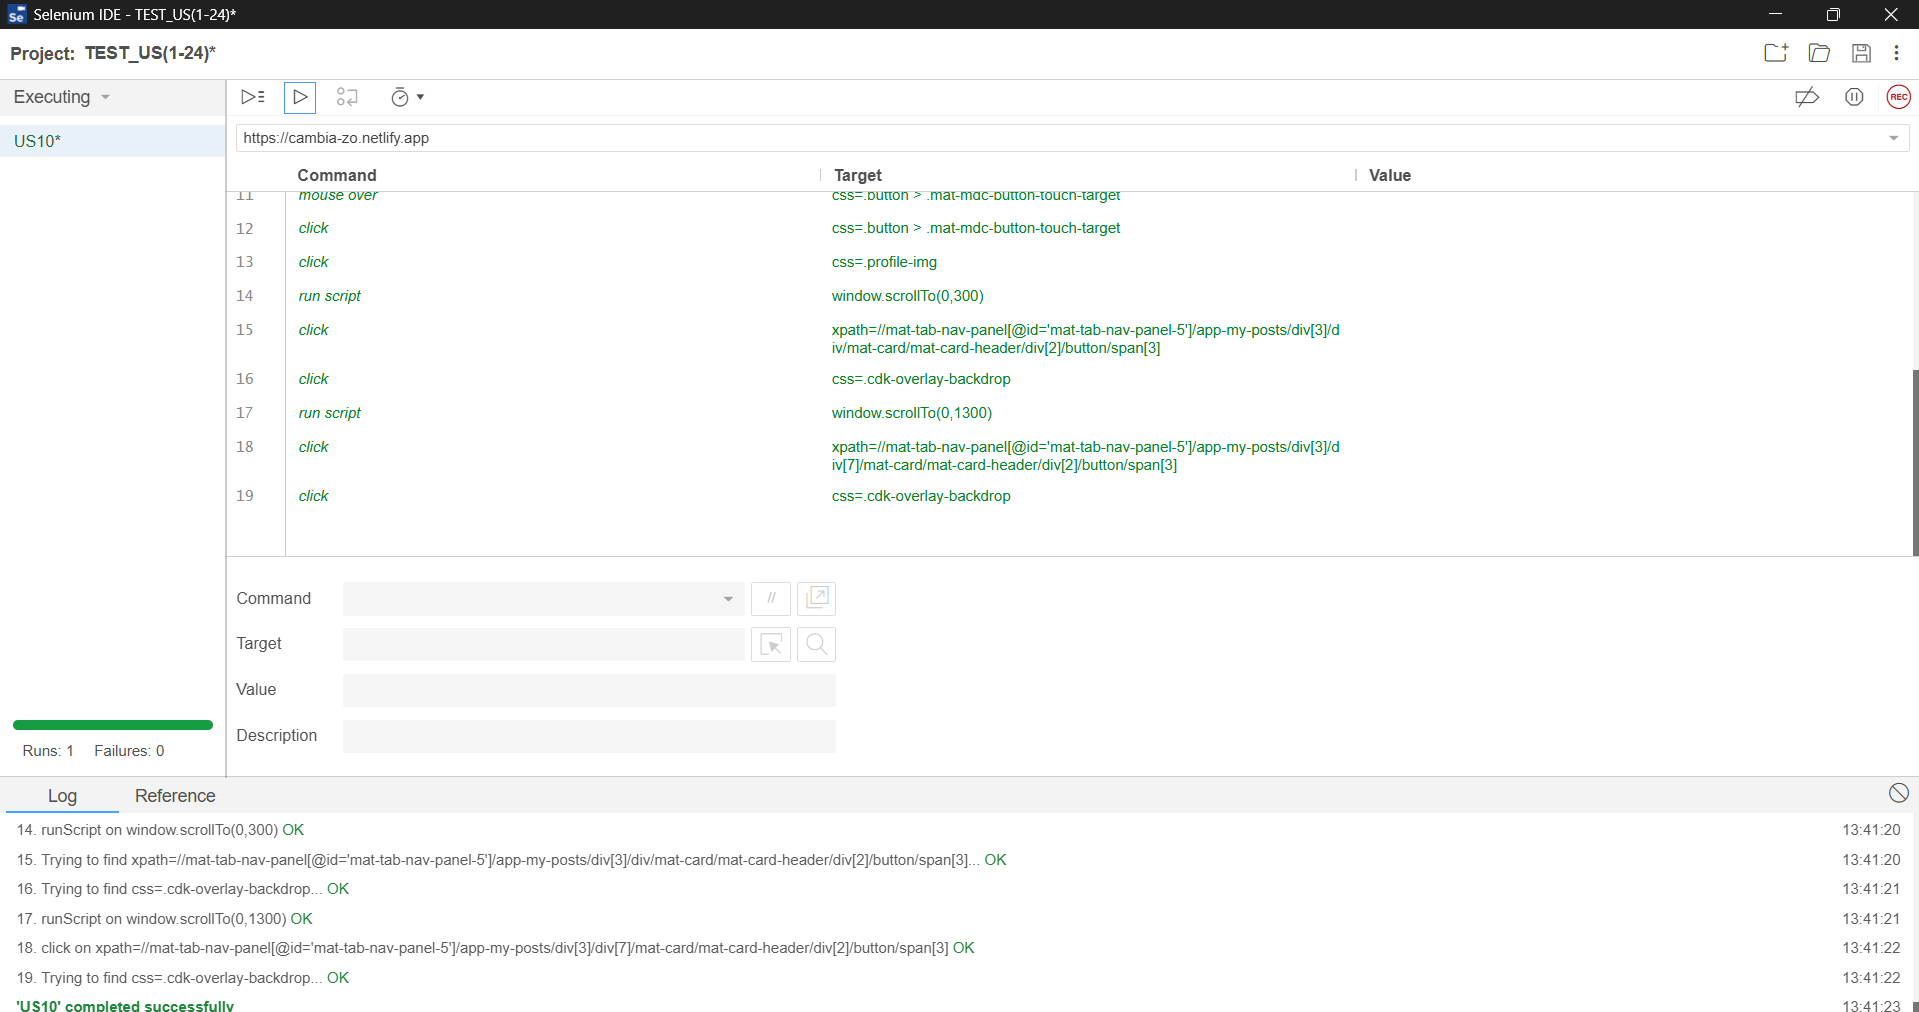 Se Selenium IDE - TEST_US(1-24)*
Project: TEST_US(1-24)*
Executing
US10*
REC
https://cambia-zo.netlify.app
Command Target Value
11 mouse over css=.button > .mat-mdc-button-touch-target
12 click css=.button > .mat-mdc-button-touch-target
13 click css=.profile-img
14 run script window.scrollTo(0,300)
15 click xpath=//mat-tab-nav-panel[@id='mat-tab-nav-panel-5']/app-my-posts/div[3]/d
iv/mat-card/mat-card-header/div[2]/button/span[3]
16 click css=.cdk-overlay-backdrop
17 run script window.scrollTo(0,1300)
18 click xpath=//mat-tab-nav-panel[@id='mat-tab-nav-panel-5']/app-my-posts/div[3]/d
iv[7]/mat-card/mat-card-header/div[2]/button/span[3]
19 click css=.cdk-overlay-backdrop
Command //
Target
Value
Description
Runs: 1 Failures: 0
Log Reference
14. runScript on window.scrollTo(0,300) OK 13:41:20
15. Trying to find xpath=//mat-tab-nav-panel[@id='mat-tab-nav-panel-5']/app-my-posts/div[3]/div/mat-card/mat-card-header/div[2]/button/span[3]... OK 13:41:20
16. Trying to find css=.cdk-overlay-backdrop... OK 13:41:21
17. runScript on window.scrollTo(0,1300) OK 13:41:21
18. click on xpath=//mat-tab-nav-panel[@id='mat-tab-nav-panel-5']/app-my-posts/div[3]/div[7]/mat-card/mat-card-header/div[2]/button/span[3] OK 13:41:22
19. Trying to find css=.cdk-overlay-backdrop... OK 13:41:22
'US10' completed successfully 13:41:23